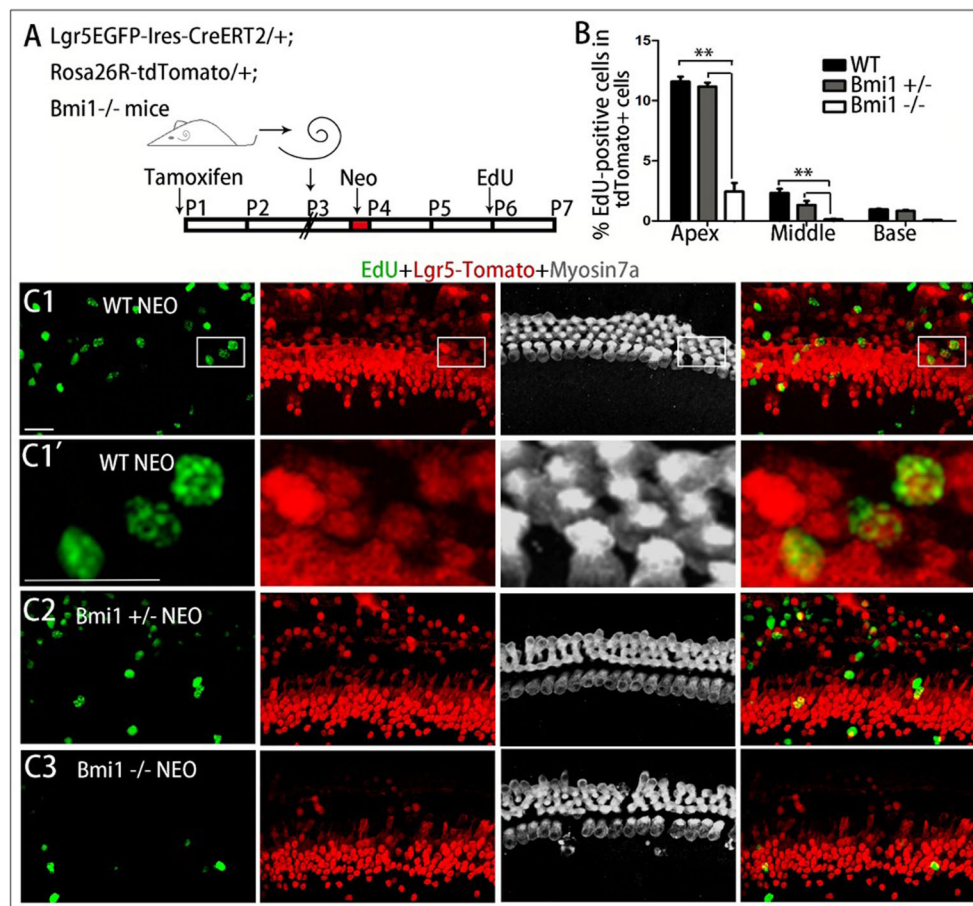 A
Lgr5EGFP-Ires-CreERT2/+;
Rosa26R-tdTomato/+;
Bmi1-/- mice
Tamoxifen
Neo
EdU
P1 P2 P3 P4 P5 P6 P7
B
% EdU-positive cells in
tdTomato+ cells
15
10
5
0
**
**
WT
Bmi1 +/-
Bmi1 -/-
Apex Middle Base
EdU+Lgr5-Tomato+Myosin7a
C1 WT NEO
C1′ WT NEO
C2 Bmi1 +/- NEO
C3 Bmi1 -/- NEO